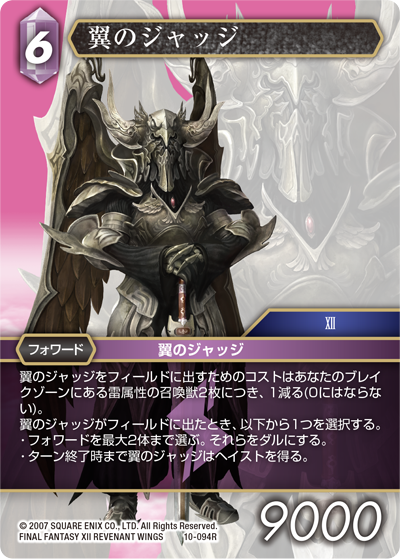 6
翼のジャッジ
XII
フォワード
翼のジャッジ
翼のジャッジをフィールドに出すためのコストはあなたのブレイ
クゾーンにある雷属性の召喚獣2枚につき、1減る(0にはならな
い)。
翼のジャッジがフィールドに出たとき、以下から1つを選択する。
・フォワードを最大2体まで選ぶ。それらをダルにする。
・ターン終了時まで翼のジャッジはヘイストを得る。
© 2007 SQUARE ENIX CO., LTD. All Rights Reserved.
FINAL FANTASY XII REVENANT WINGS 10-094R
9000